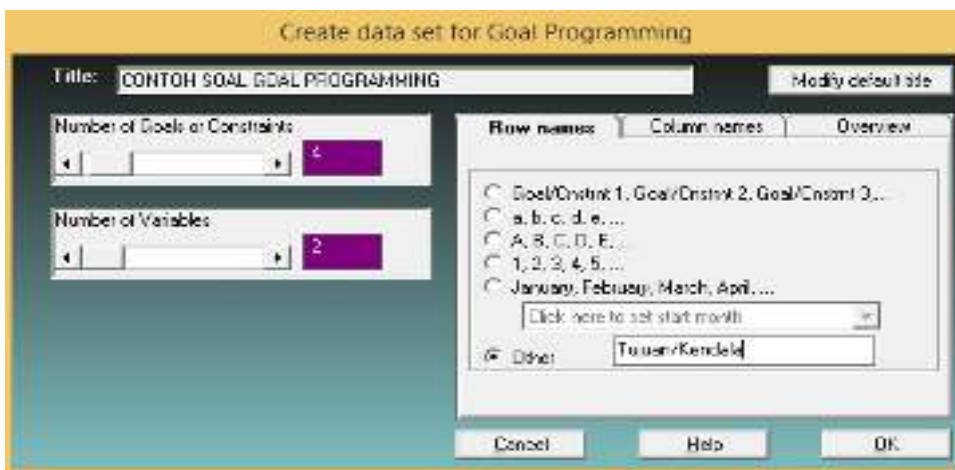 Create data set for Goal Programming
Title: CONTOH SOAL GOAL PROGRAMMING
Modify default title
Number of Goals or Constraints
4
Number of Variables
2
Row names
Column names
Overview
Goal/Cnstrnt 1, Goal/Cnstrnt 2, Goal/Cnstrnt 3,...
a, b, c, d, e, ...
A, B, C, D, E, ...
1, 2, 3, 4, 5, ...
January, February, March, April, ...
Click here to set start month
Other
Tujuan/Kendala
Cancel
Help
OK